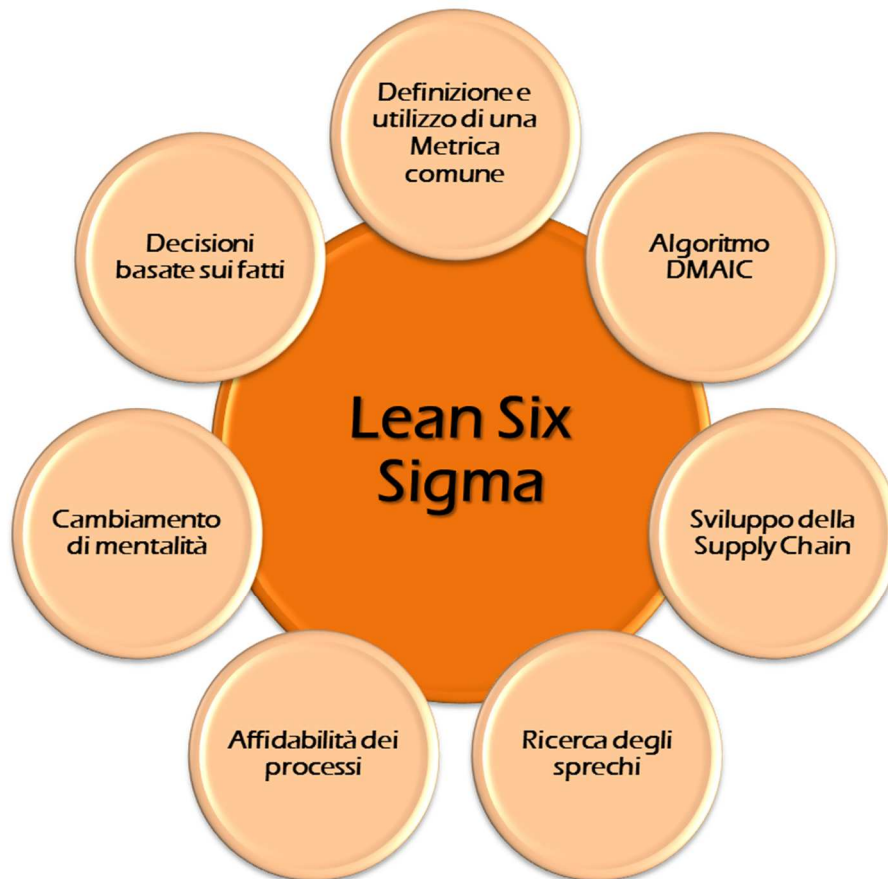 Definizione e
utilizzo di una
Metrica
comune
Algoritmo
DMAIC
Sviluppo della
Supply Chain
Ricerca degli
sprechi
Affidabilità dei
processi
Cambiamento
di mentalità
Decisioni
basate sui fatti
Lean Six
Sigma